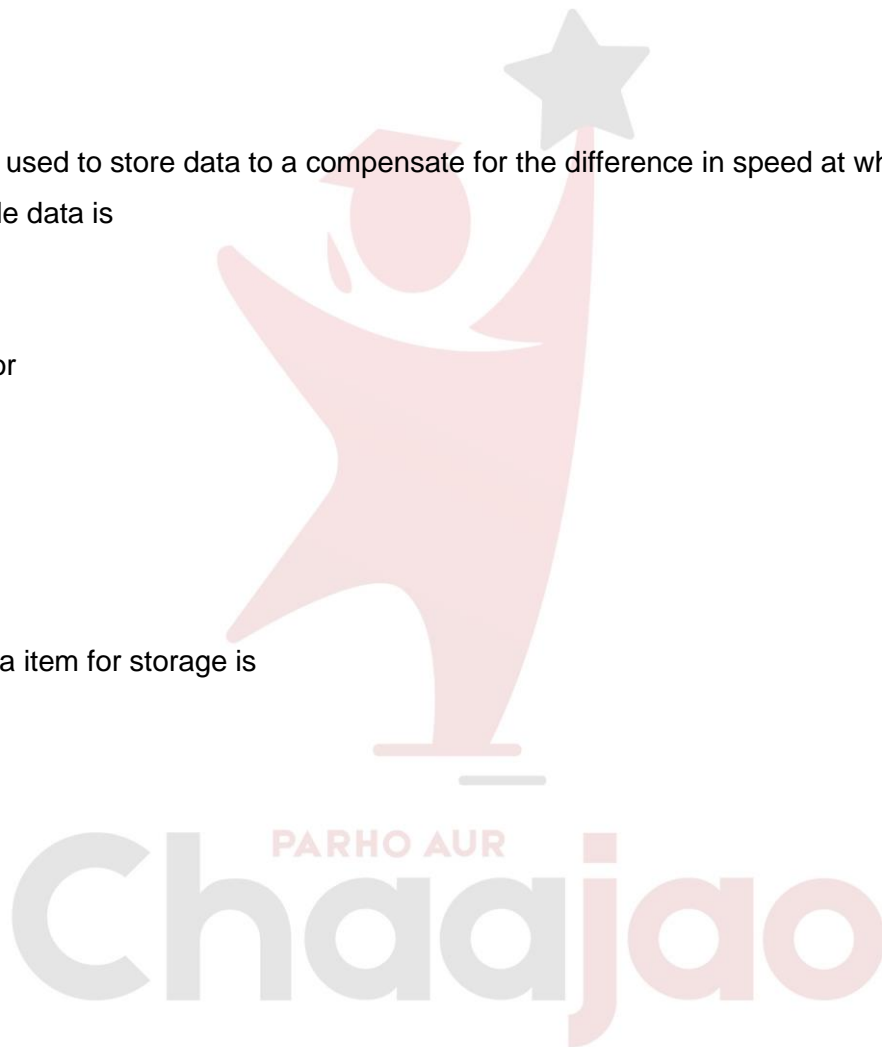 used to store data to a compensate for the difference in speed at wh
le data is
or
a item for storage is
PARHO AUR
Chaajao